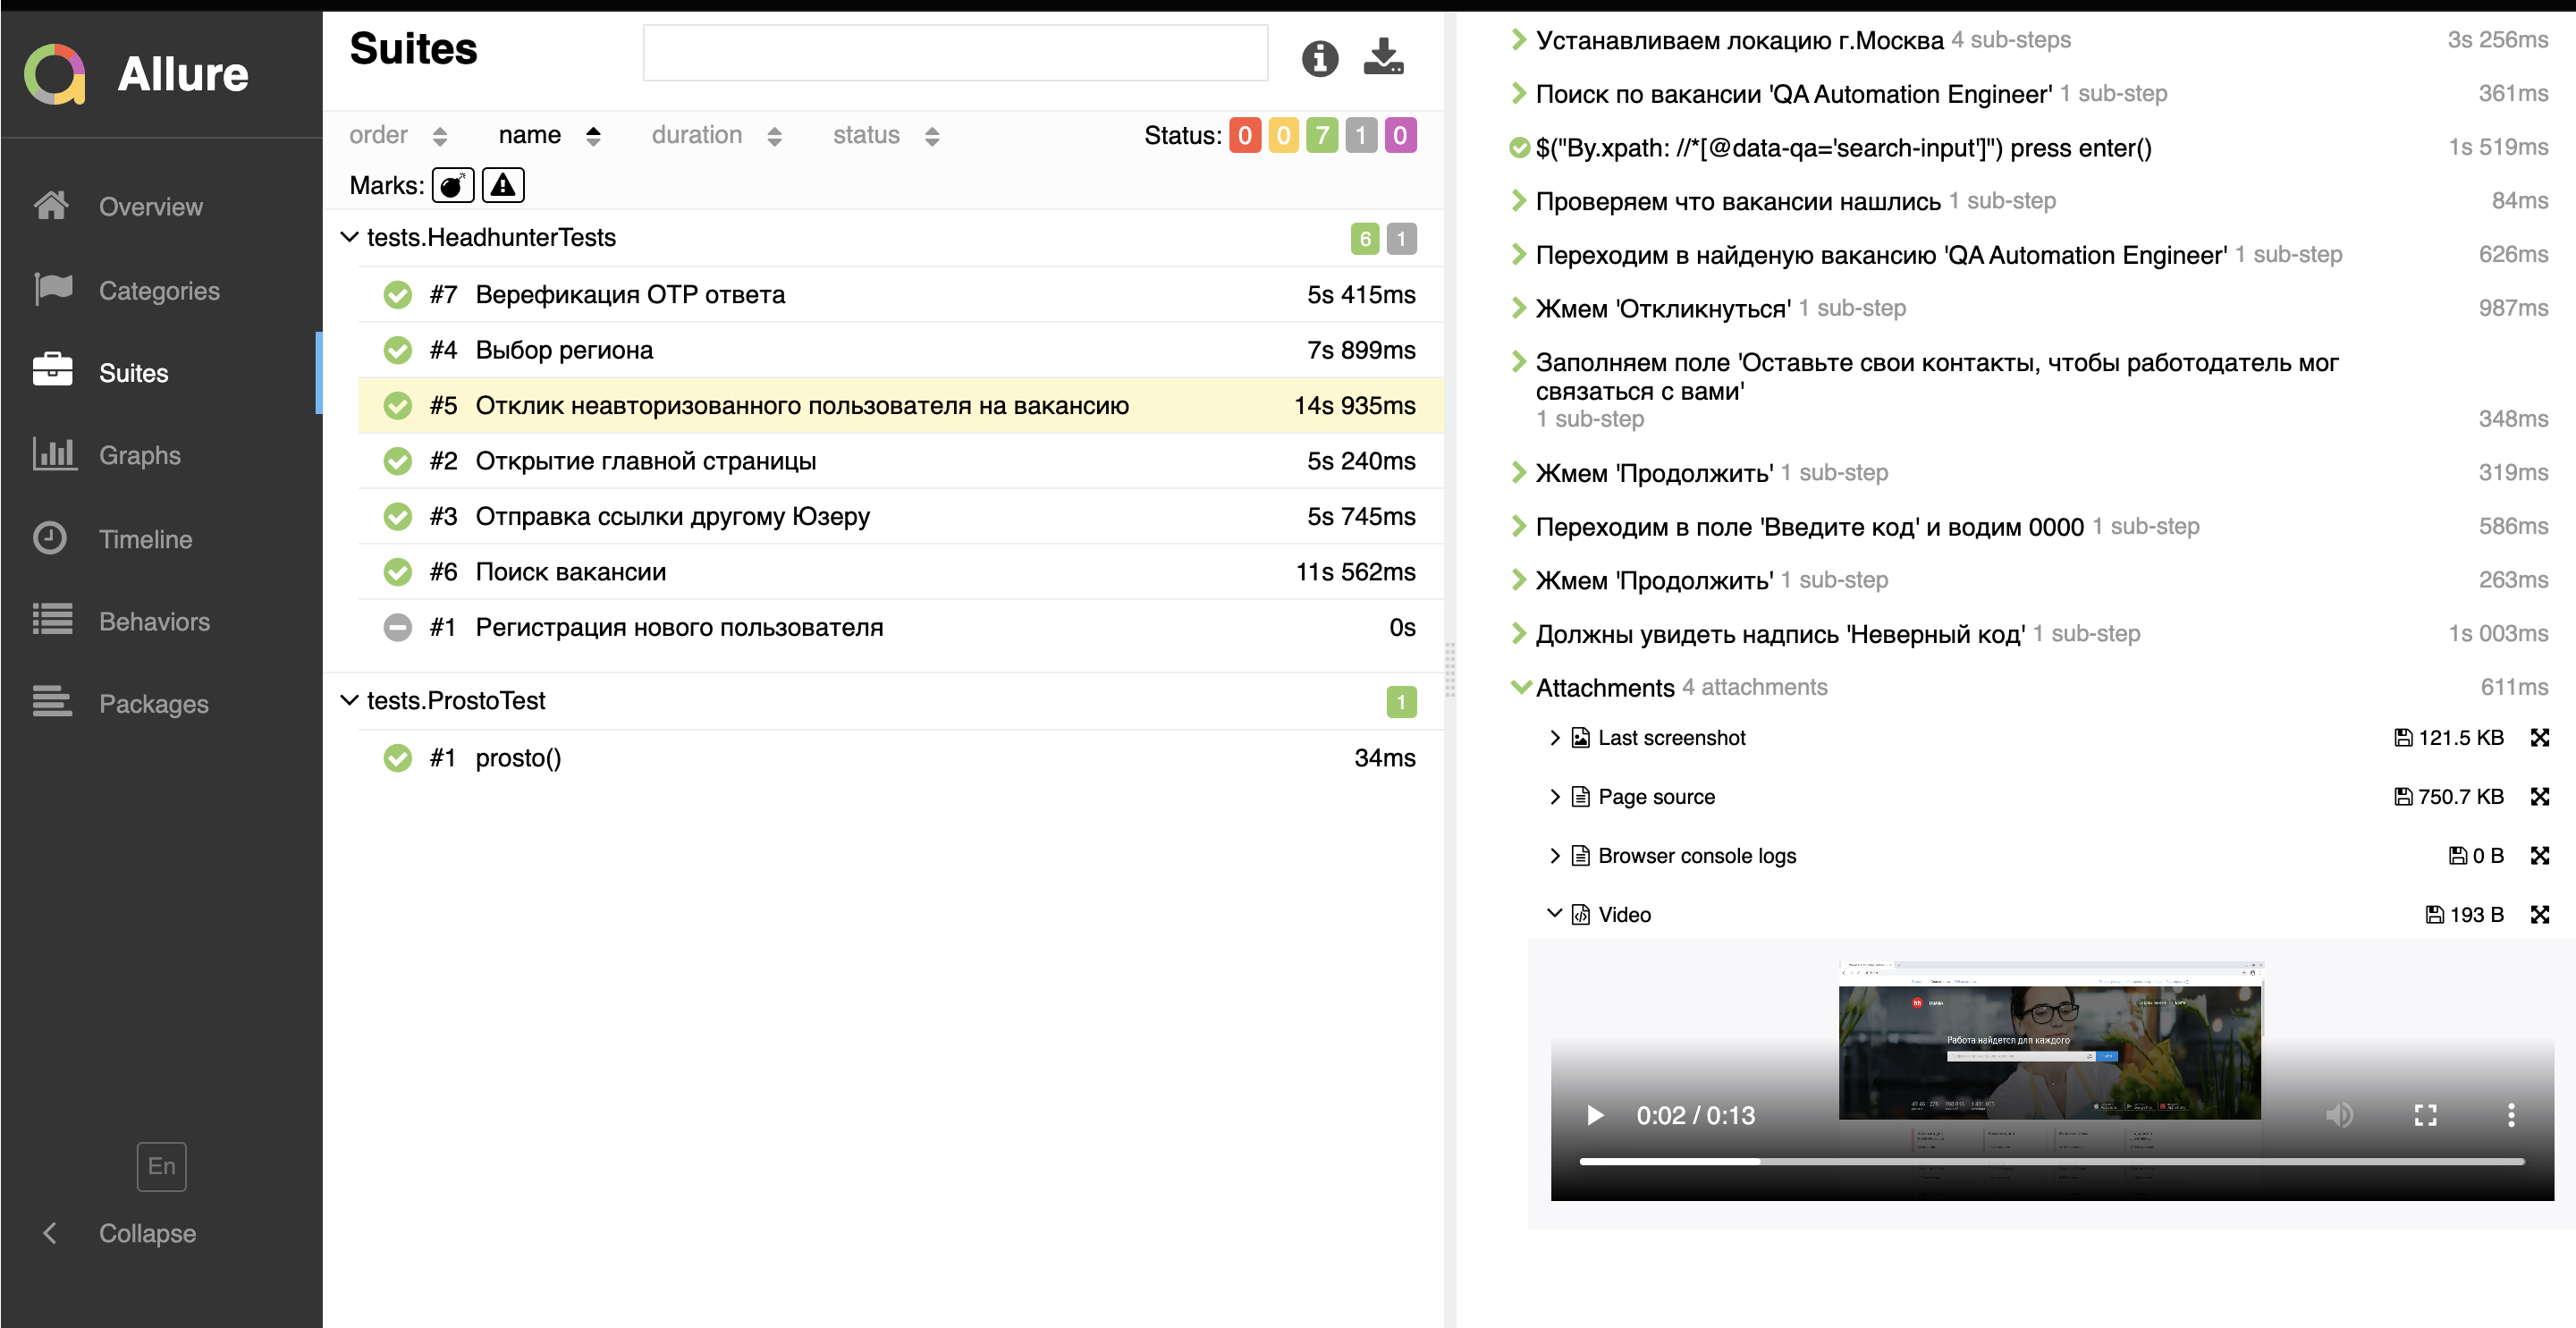 Allure
Overview
Categories
Suites
Graphs
Timeline
Behaviors
Packages
En
Collapse
Suites
order name duration status Status: 0 0 7 1 0
Marks:
tests.HeadhunterTests 6 1
#7 Верефикация OTP ответа 5s 415ms
#4 Выбор региона 7s 899ms
#5 Отклик неавторизованного пользователя на вакансию 14s 935ms
#2 Открытие главной страницы 5s 240ms
#3 Отправка ссылки другому Юзеру 5s 745ms
#6 Поиск вакансии 11s 562ms
#1 Регистрация нового пользователя 0s
tests.ProstoTest 1
#1 prosto() 34ms
Устанавливаем локацию г.Москва 4 sub-steps 3s 256ms
Поиск по вакансии 'QA Automation Engineer' 1 sub-step 361ms
$("By.xpath: //*[@data-qa='search-input']") press enter() 1s 519ms
Проверяем что вакансии нашлись 1 sub-step 84ms
Переходим в найденую вакансию 'QA Automation Engineer' 1 sub-step 626ms
Жмем 'Откликнуться' 1 sub-step 987ms
Заполняем поле 'Оставьте свои контакты, чтобы работодатель мог
связаться с вами'
1 sub-step 348ms
Жмем 'Продолжить' 1 sub-step 319ms
Переходим в поле 'Введите код' и водим 0000 1 sub-step 586ms
Жмем 'Продолжить' 1 sub-step 263ms
Должны увидеть надпись 'Неверный код' 1 sub-step 1s 003ms
Attachments 4 attachments 611ms
Last screenshot 121.5 KB
Page source 750.7 KB
Browser console logs 0 B
Video 193 B
hh
Работа найдется для каждого
0:02 / 0:13